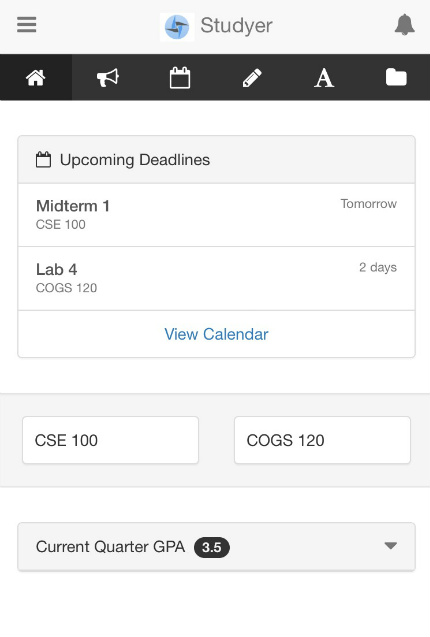 Studyer
Upcoming Deadlines
Midterm 1
Tomorrow
CSE 100
Lab 4
2 days
COGS 120
View Calendar
CSE 100
COGS 120
Current Quarter GPA 3.5